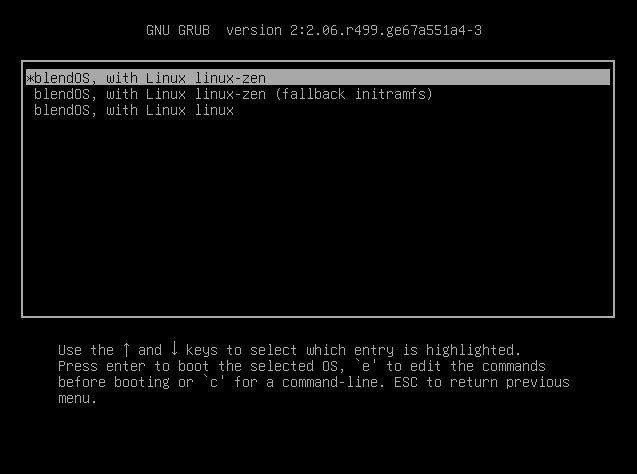 GNU GRUB  version 2:2.06.r499.ge67a551a4-3
*blendOS, with Linux linux-zen
blendOS, with Linux linux-zen (fallback initramfs)
blendOS, with Linux linux
Use the ↑ and ↓ keys to select which entry is highlighted.
Press enter to boot the selected OS, `e' to edit the commands
before booting or `c' for a command-line. ESC to return previous
menu.